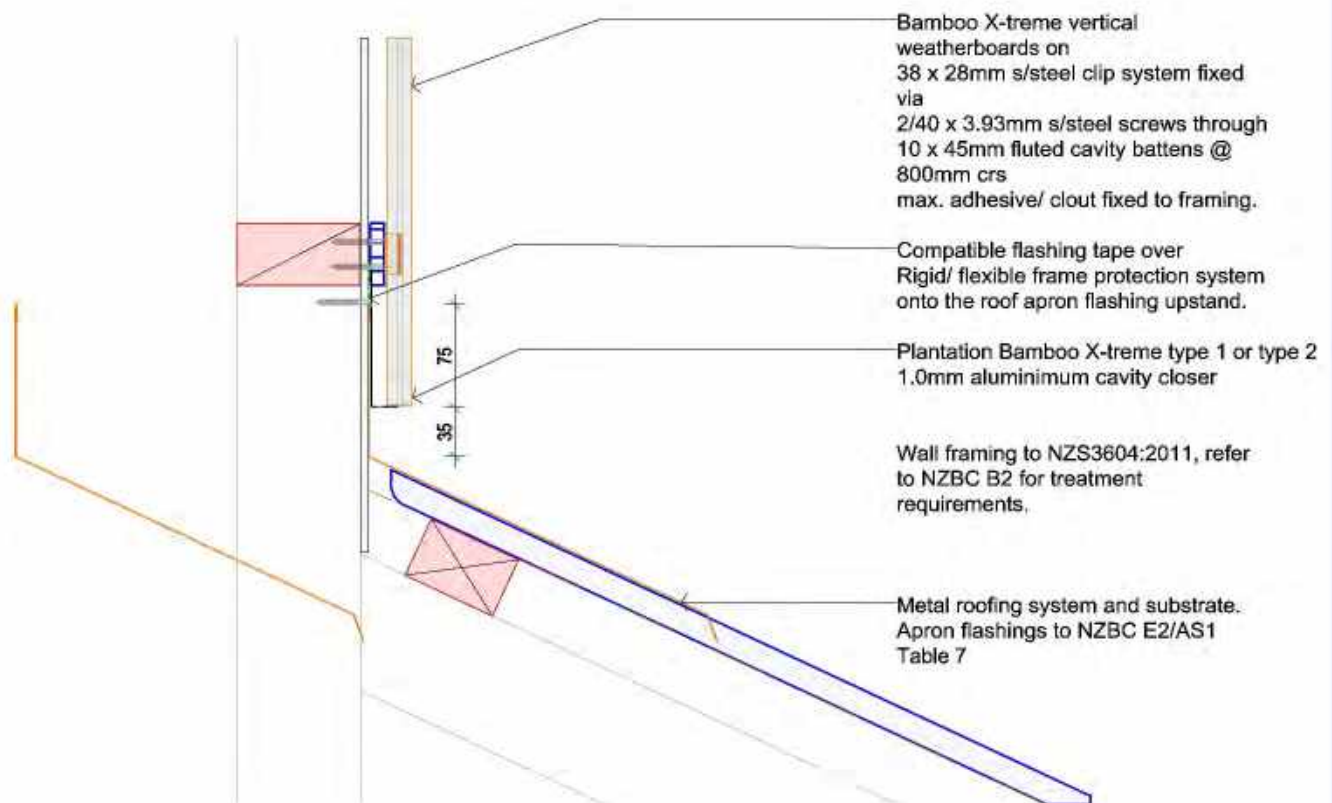 Bamboo X-treme vertical
weatherboards on
38 x 28mm s/steel clip system fixed
via
2/40 x 3.93mm s/steel screws through
10 x 45mm fluted cavity battens @
800mm crs
max. adhesive/ clout fixed to framing.
Compatible flashing tape over
Rigid/ flexible frame protection system
onto the roof apron flashing upstand.
75
Plantation Bamboo X-treme type 1 or type 2
1.0mm aluminimum cavity closer
35
Wall framing to NZS3604:2011, refer
to NZBC B2 for treatment
requirements.
Metal roofing system and substrate.
Apron flashings to NZBC E2/AS1
Table 7